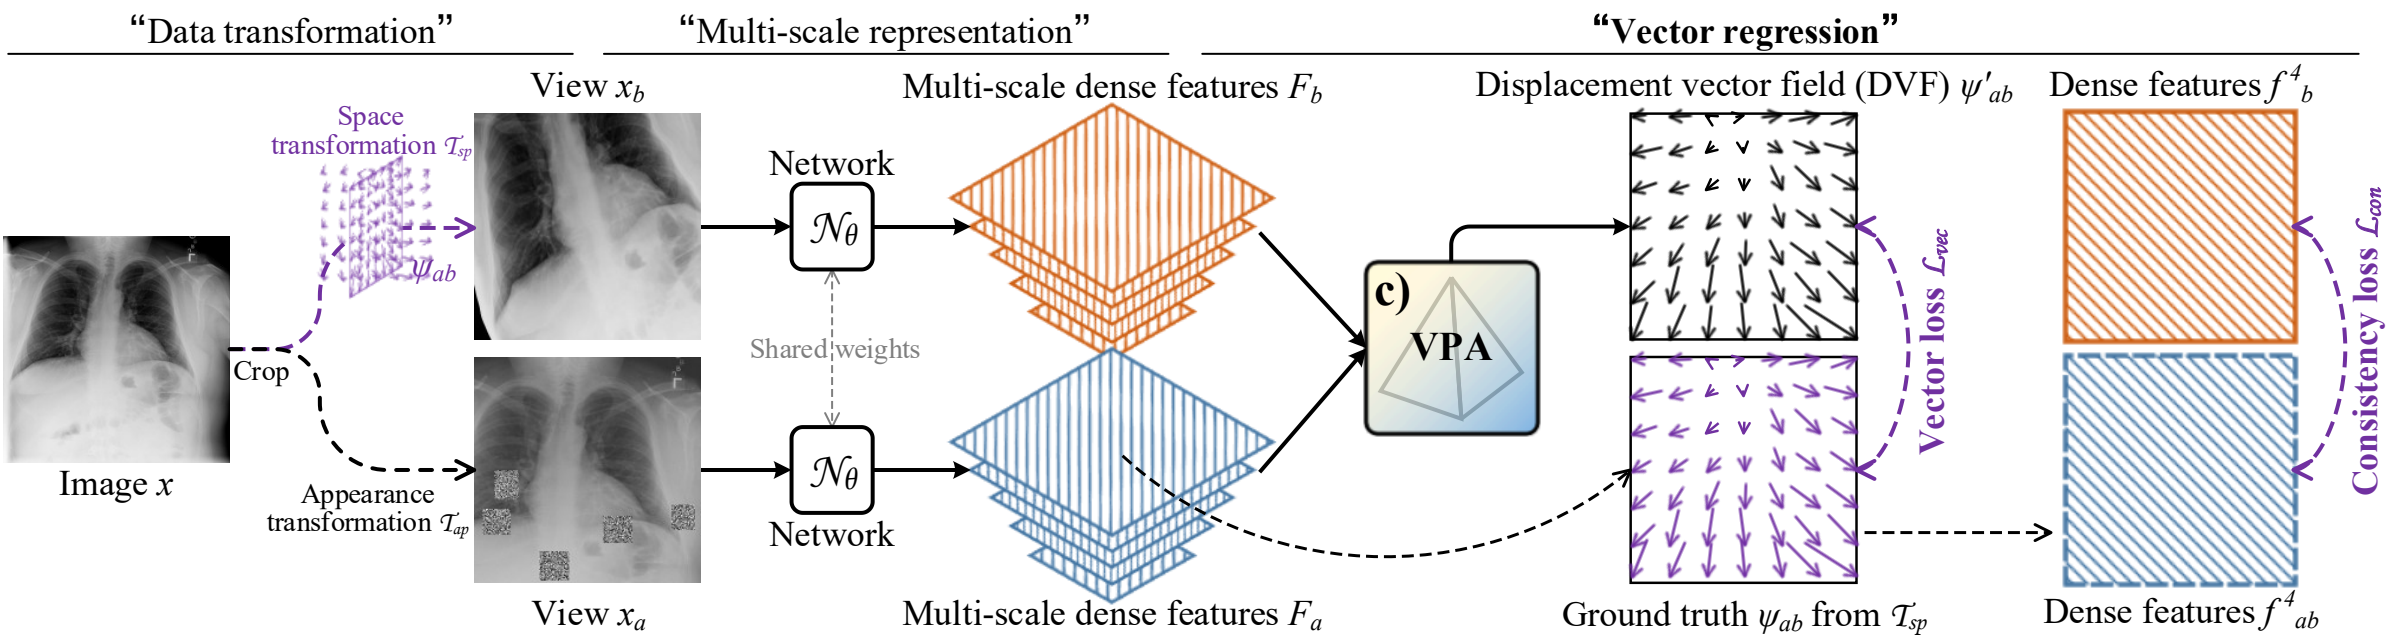 “Data transformation”
“Multi-scale representation”
“Vector regression”
View x_b
Multi-scale dense features F_b
Displacement vector field (DVF) ψ′_ab
Dense features f^4_b
Space
transformation 𝒯_sp
ψ_ab
Network
𝒩_θ
Crop
Image x
Appearance
transformation 𝒯_ap
Shared weights
𝒩_θ
Network
c)
VPA
Vector loss ℒ_vec
Consistency loss ℒ_con
View x_a
Multi-scale dense features F_a
Ground truth ψ_ab from 𝒯_sp
Dense features f^4_ab